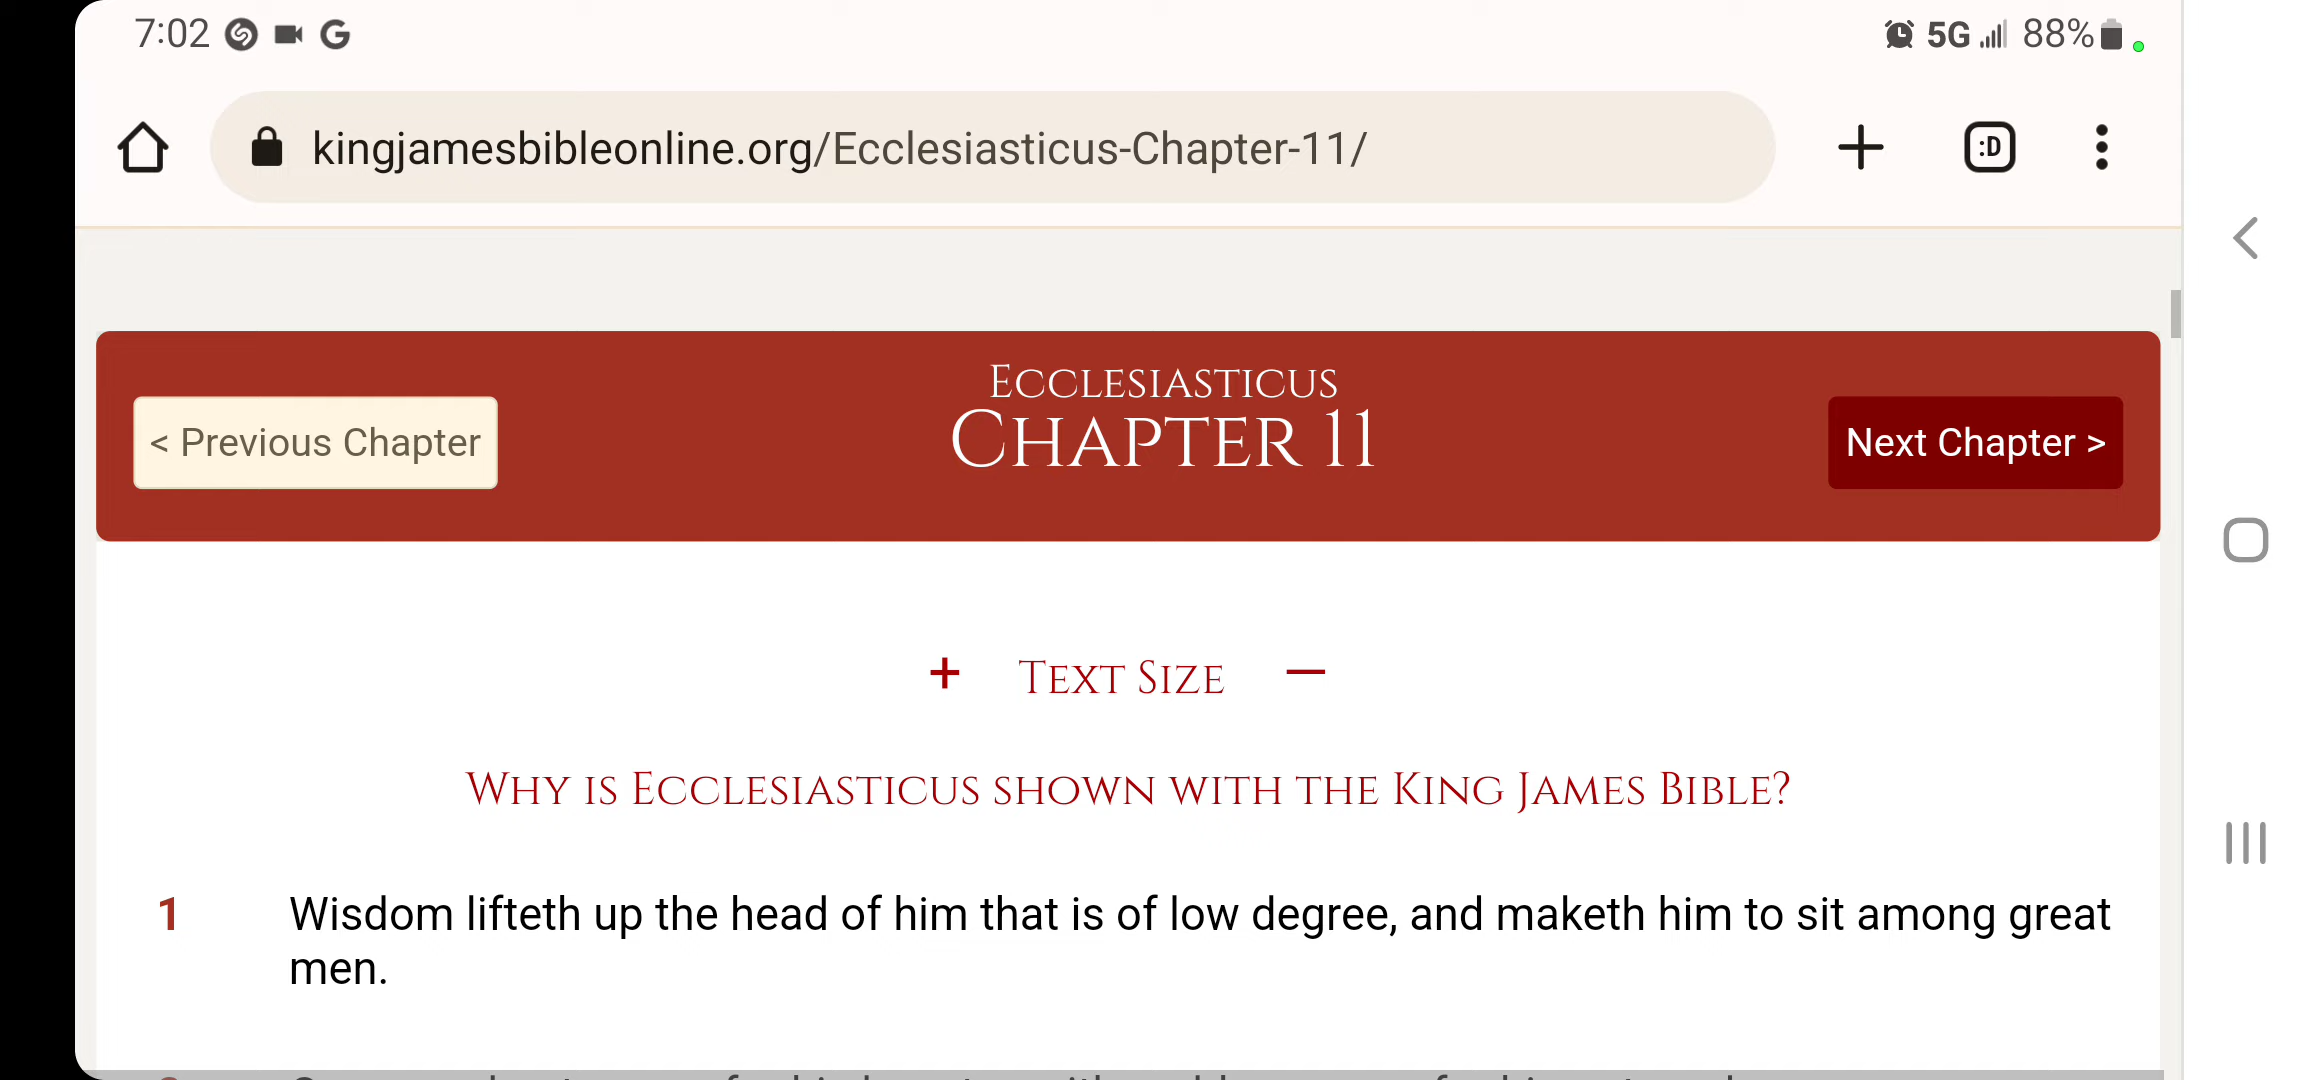 7:02
5G 88%
kingjamesbibleonline.org/Ecclesiasticus-Chapter-11/
:D
Ecclesiasticus
< Previous Chapter
Chapter 11
Next Chapter >
+ Text Size —
Why is Ecclesiasticus shown with the King James Bible?
1 Wisdom lifteth up the head of him that is of low degree, and maketh him to sit among great
men.